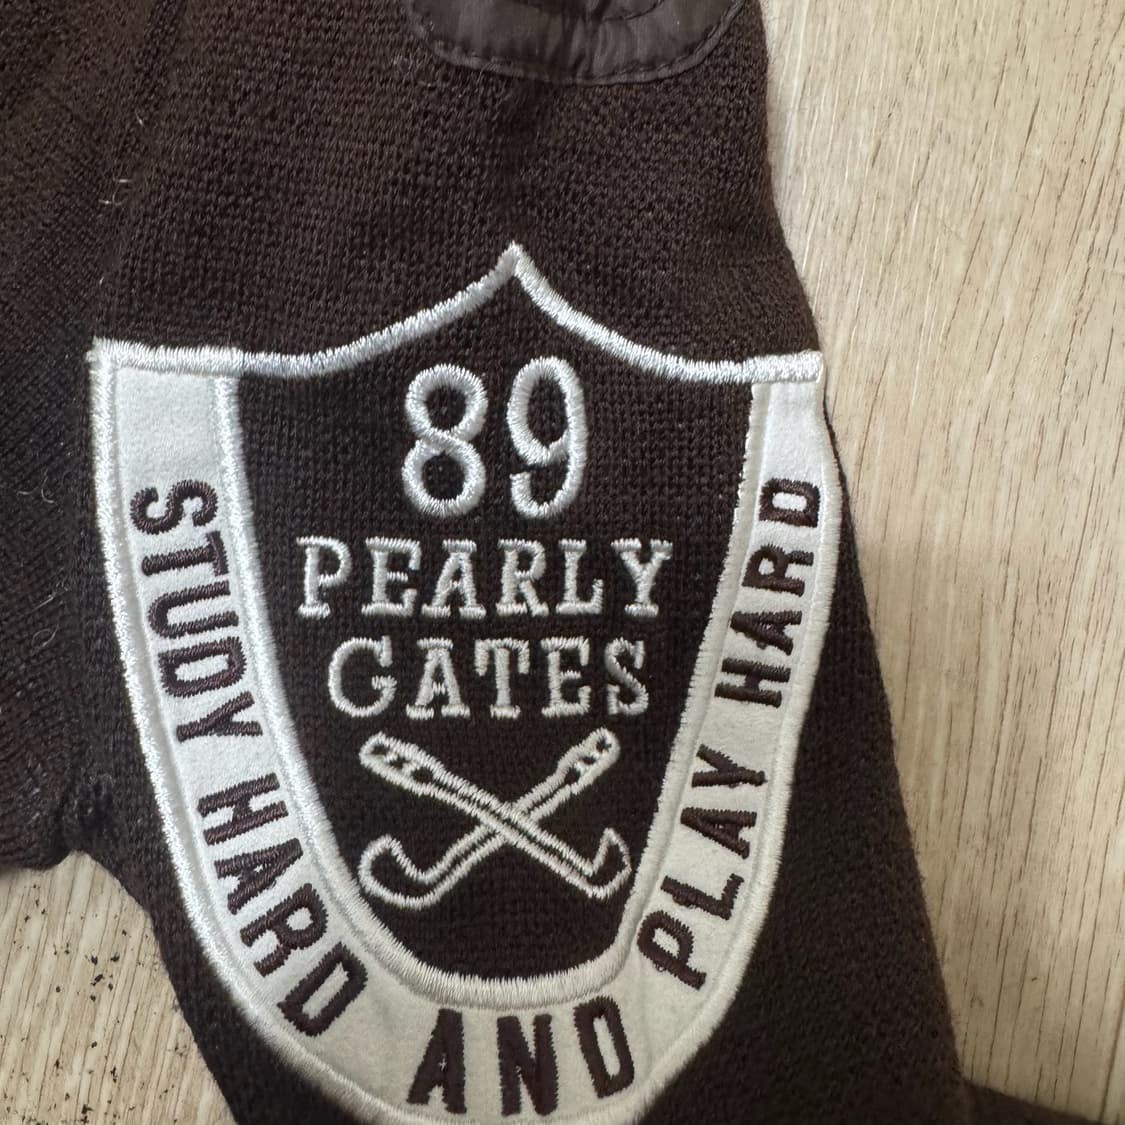 89
PEARLY
GATES
STUDY HARD AND PLAY HARD